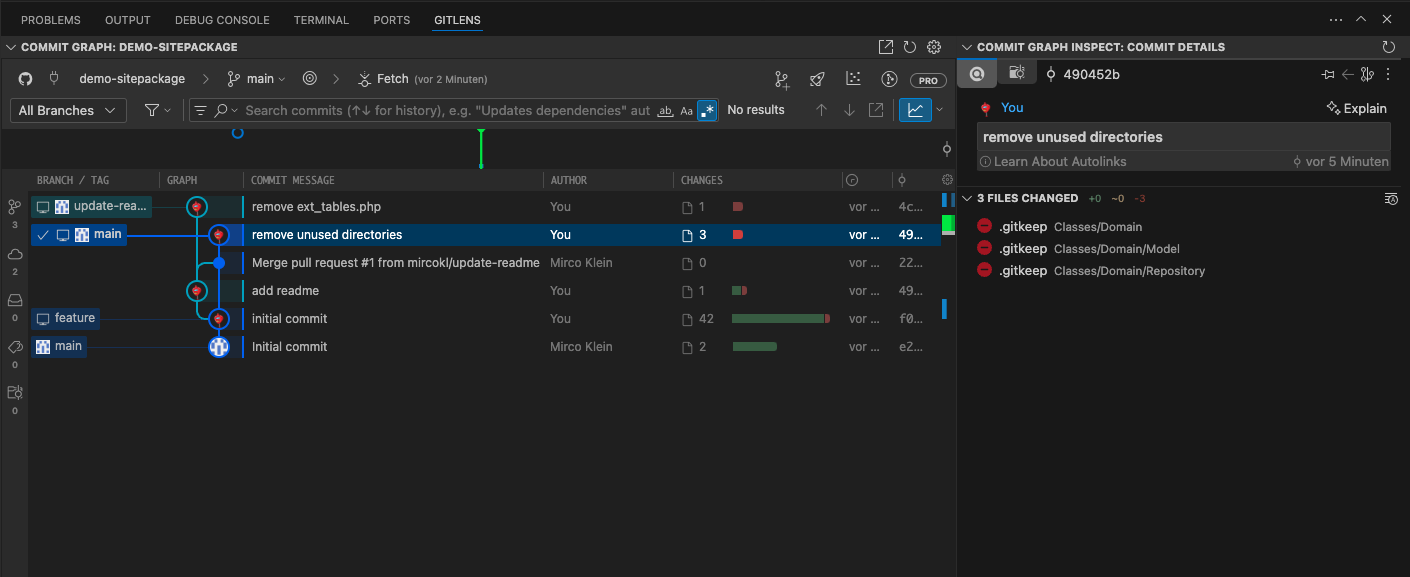 PROBLEMS OUTPUT DEBUG CONSOLE TERMINAL PORTS GITLENS
COMMIT GRAPH: DEMO-SITEPACKAGE
demo-sitepackage main Fetch (vor 2 Minuten) PRO
All Branches Search commits (↑↓ for history), e.g. "Updates dependencies" aut ab Aa .* No results
BRANCH / TAG GRAPH COMMIT MESSAGE AUTHOR CHANGES
update-rea... remove ext_tables.php You 1 vor ... 4c...
main remove unused directories You 3 vor ... 49...
Merge pull request #1 from mircokl/update-readme Mirco Klein 0 vor ... 22...
add readme You 1 vor ... 49...
feature initial commit You 42 vor ... f0...
main Initial commit Mirco Klein 2 vor ... e2...
3
2
0
0
0
COMMIT GRAPH INSPECT: COMMIT DETAILS
490452b
You Explain
remove unused directories
Learn About Autolinks vor 5 Minuten
3 FILES CHANGED +0 ~0 -3
.gitkeep Classes/Domain
.gitkeep Classes/Domain/Model
.gitkeep Classes/Domain/Repository